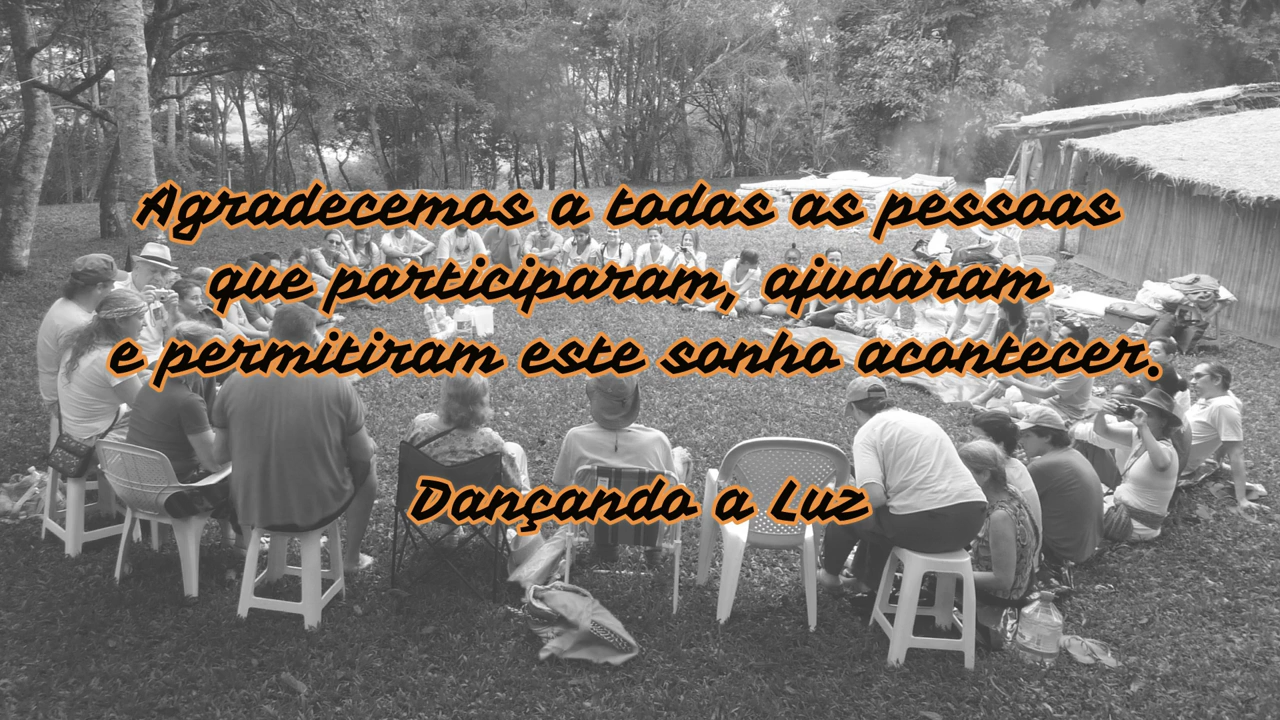 Agradecemos a todas as pessoas
que participaram, ajudaram
e permitiram este sonho acontecer.
Dançando a Luz